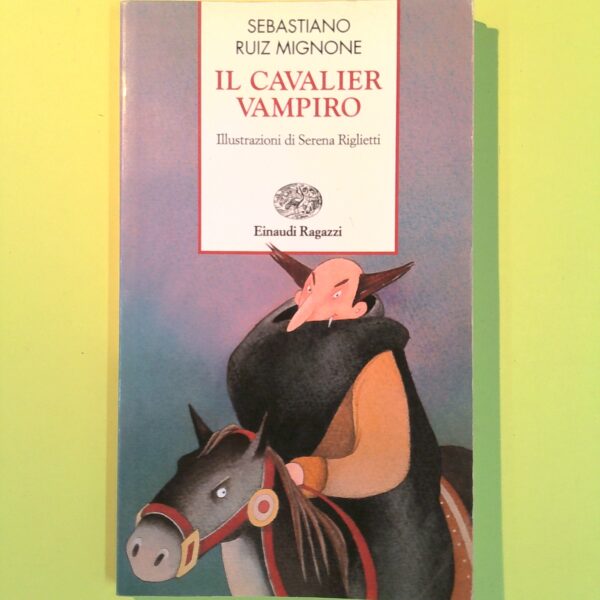 SEBASTIANO
RUIZ MIGNONE
IL CAVALIER
VAMPIRO
Illustrazioni di Serena Riglietti
Einaudi Ragazzi